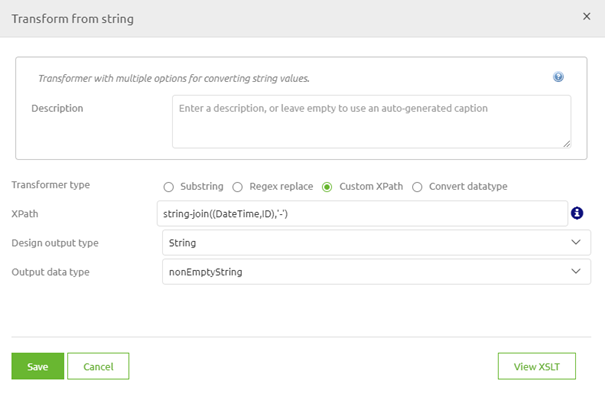 Transform from string
×
Transformer with multiple options for converting string values.
?
Description
Enter a description, or leave empty to use an auto-generated caption
Transformer type Substring Regex replace Custom XPath Convert datatype
XPath string-join((DateTime,ID),'-') i
Design output type String
Output data type nonEmptyString
Save Cancel View XSLT